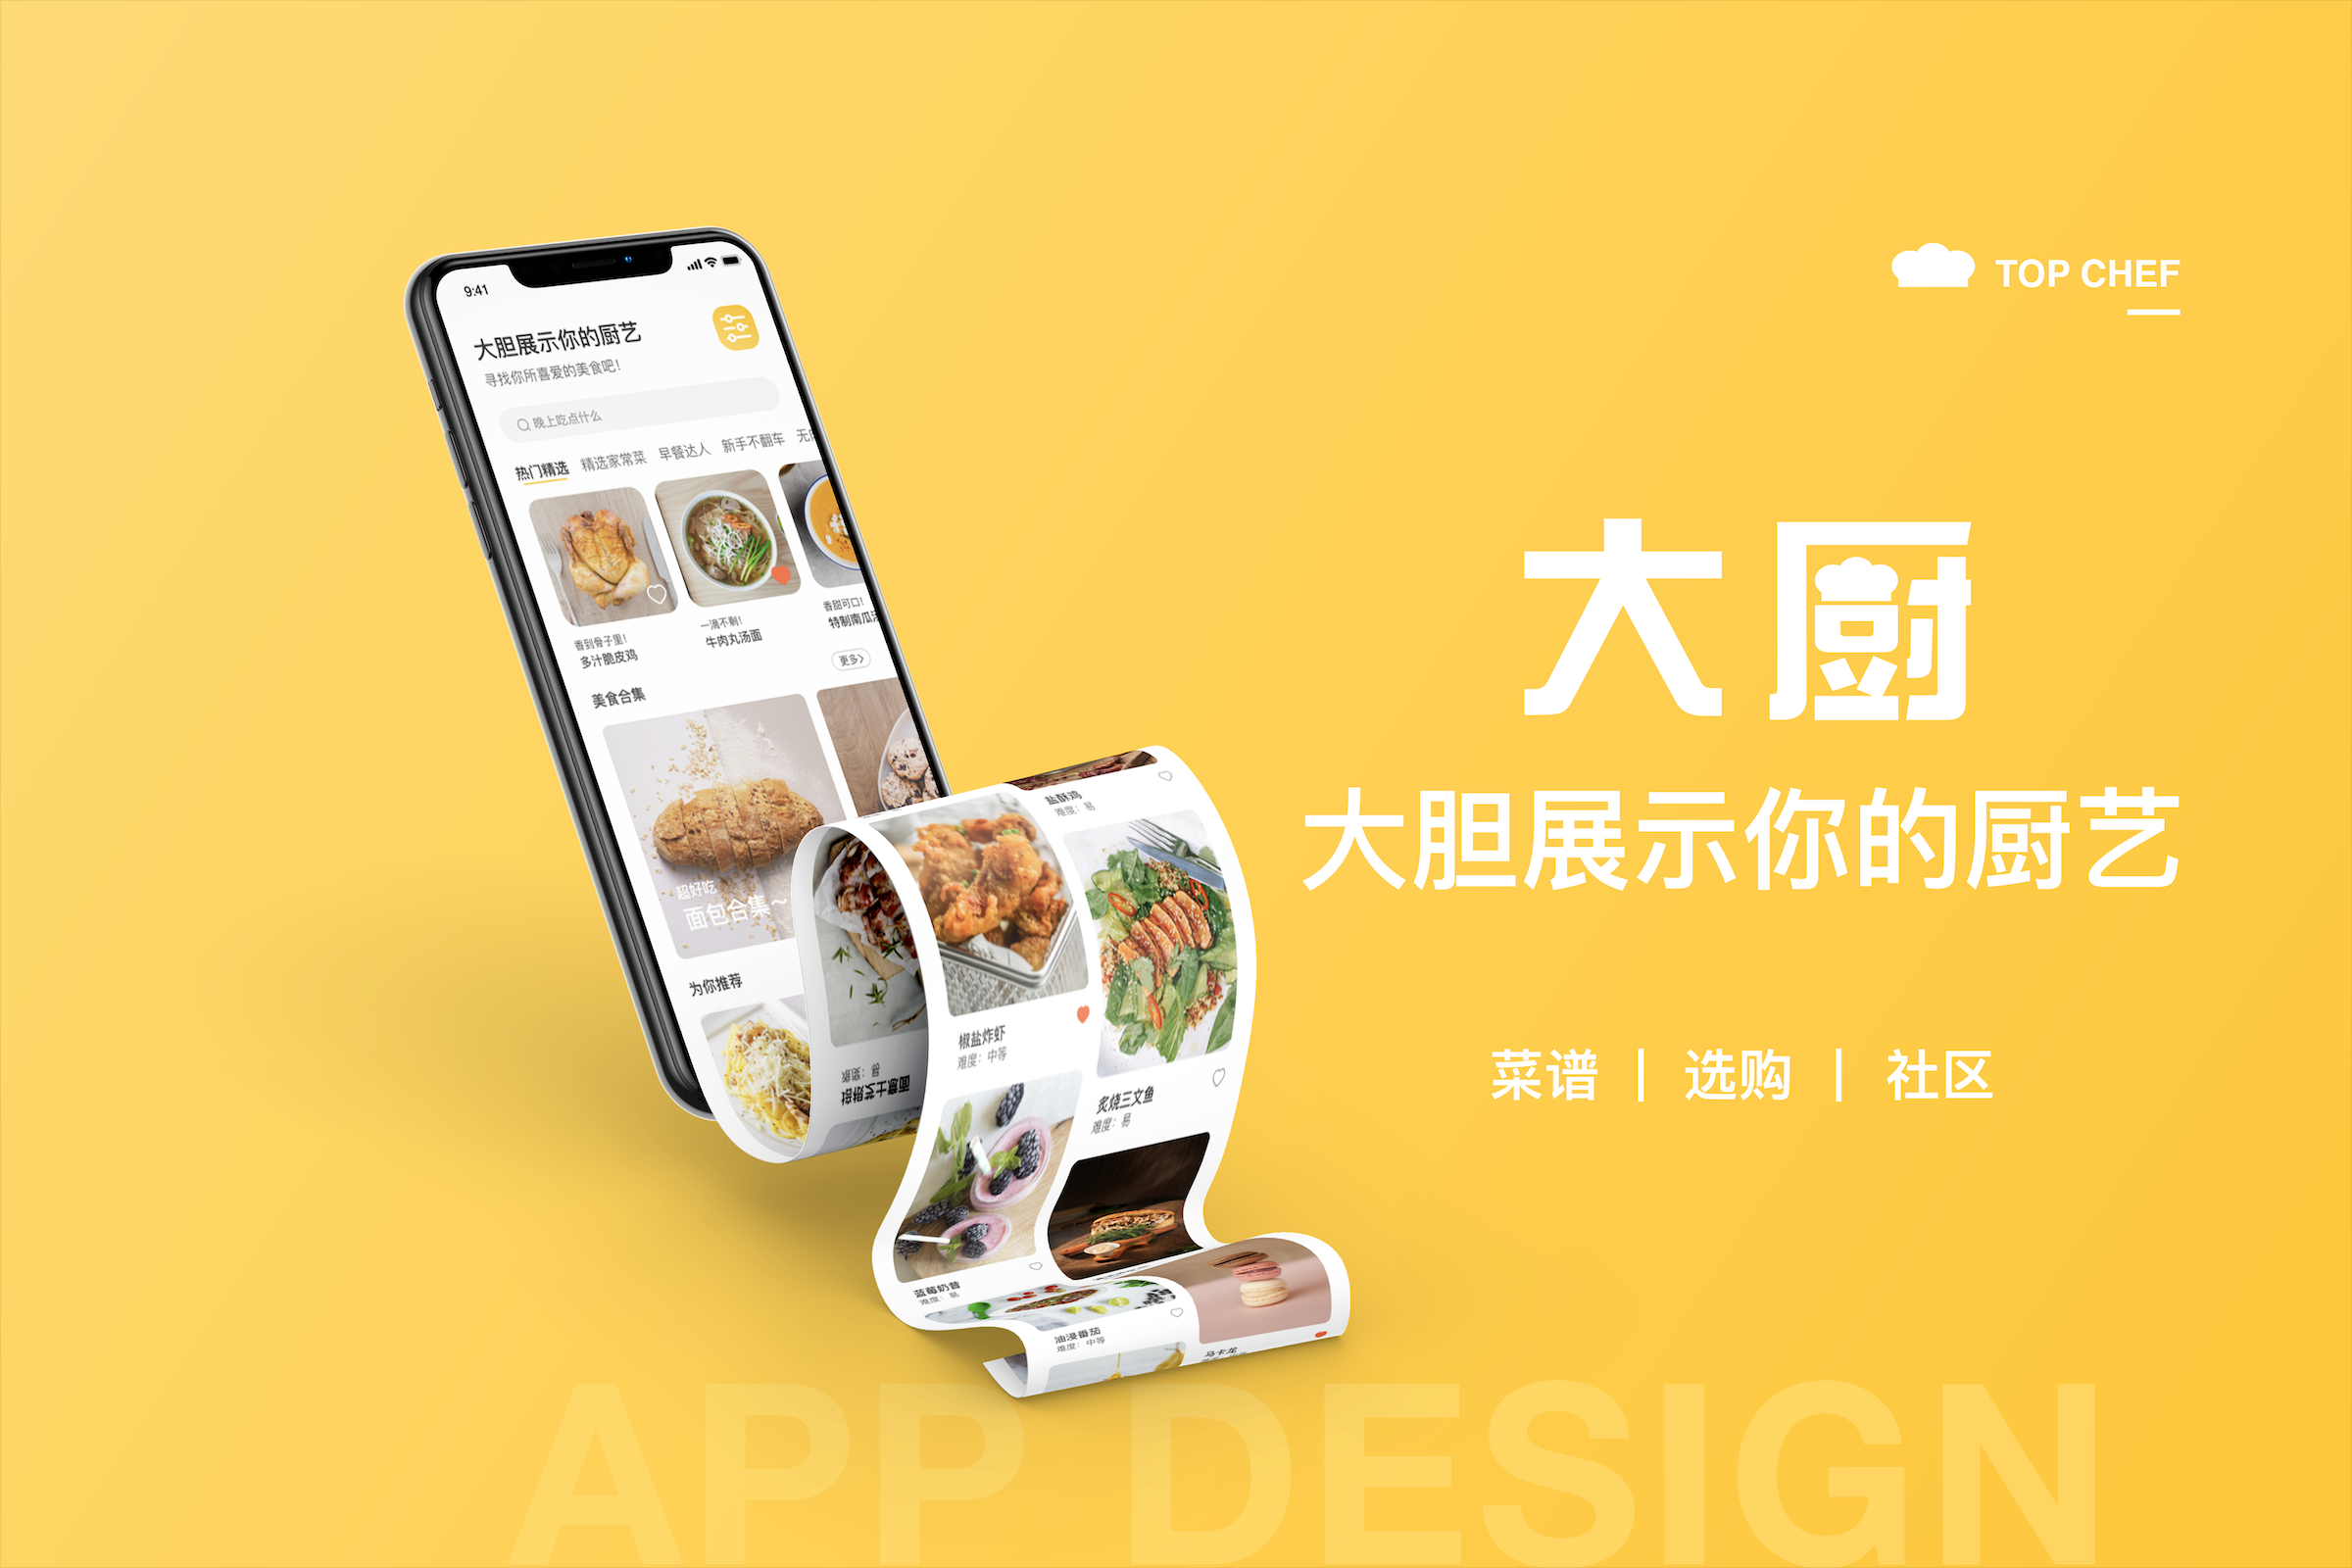 TOP CHEF
大厨
大胆展示你的厨艺
菜谱 | 选购 | 社区
APP DESIGN
9:41
大胆展示你的厨艺
寻找你所喜爱的美食吧!
晚上吃点什么
热门精选 精选家常菜 早餐达人 新手不翻车
香到骨子里!
多汁脆皮鸡
一滴不剩!
牛肉丸汤面
香甜可口!
特制南瓜
更多>
美食合集
超好吃
面包合集~
为你推荐
盐酥鸡
难度:易
椒盐炸虾
难度:中等
炙烧三文鱼
难度:易
蓝莓奶昔
难度:易
油浸番茄
难度:中等
马卡龙